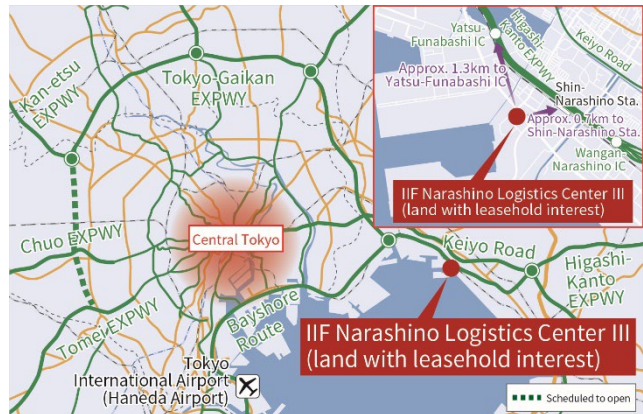 Kan-etsu
EXPWY
Tokyo-Gaikan
EXPWY
Central Tokyo
Chuo EXPWY
Tomei EXPWY
Bayshore
Route
Tokyo
International Airport
(Haneda Airport)
Keiyo Road
Higashi-
Kanto
EXPWY
IIF Narashino Logistics Center III
(land with leasehold interest)
Scheduled to open
Yatsu-
Funabashi IC
Higashi-
Kanto EXPWY
Keiyo Road
Approx. 1.3km to
Yatsu-Funabashi IC
Shin-
Narashino Sta.
Approx. 0.7km to
Shin-Narashino Sta.
Wangan-
Narashino IC
IIF Narashino Logistics Center III
(land with leasehold interest)